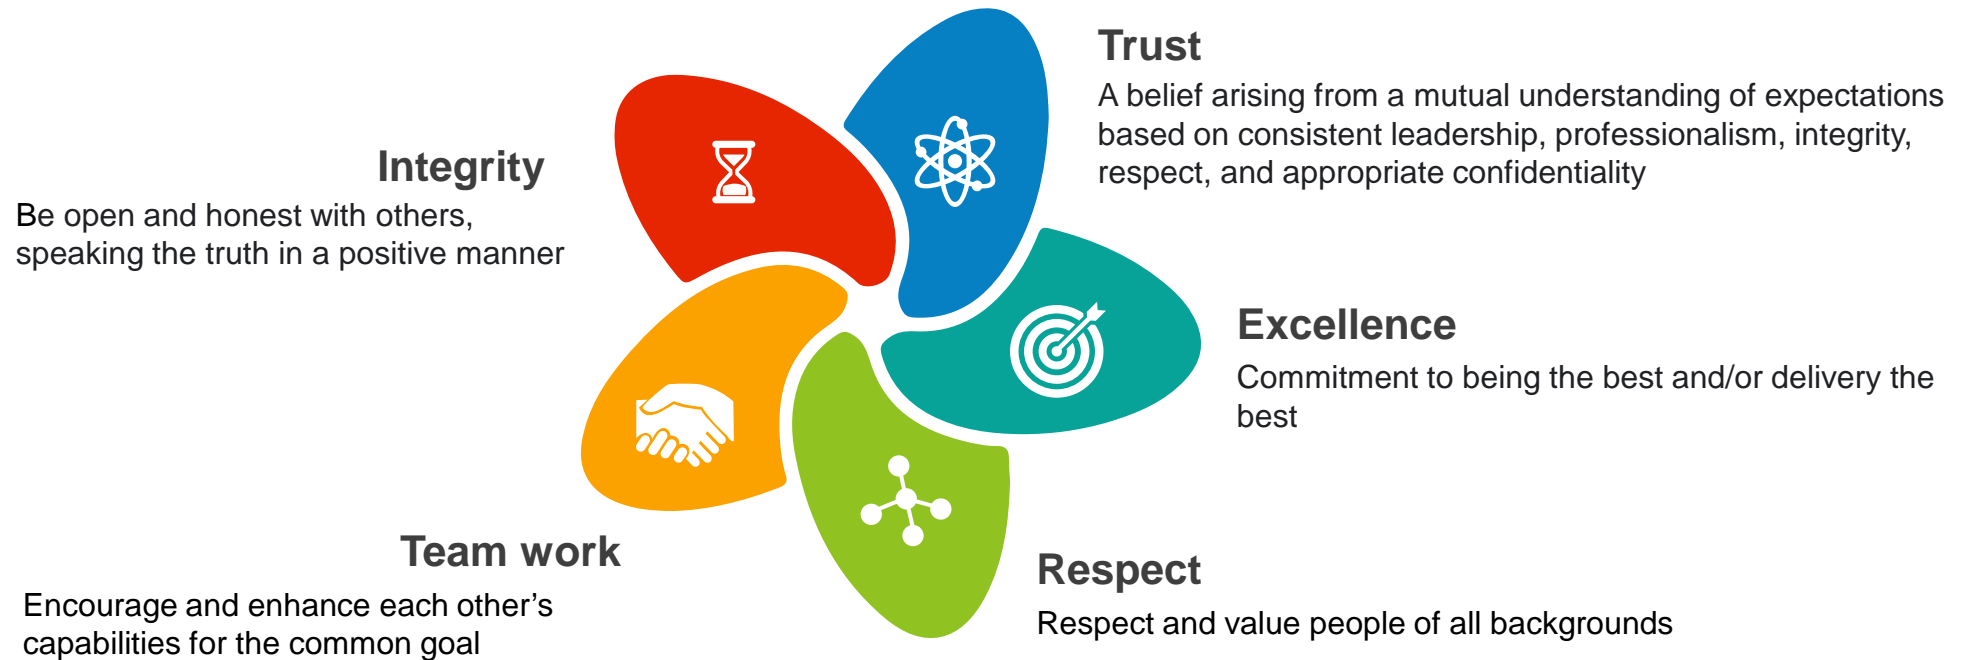 Trust
A belief arising from a mutual understanding of expectations
based on consistent leadership, professionalism, integrity,
respect, and appropriate confidentiality
Integrity
Be open and honest with others,
speaking the truth in a positive manner
Excellence
Commitment to being the best and/or delivery the
best
Team work
Encourage and enhance each other’s
capabilities for the common goal
Respect
Respect and value people of all backgrounds